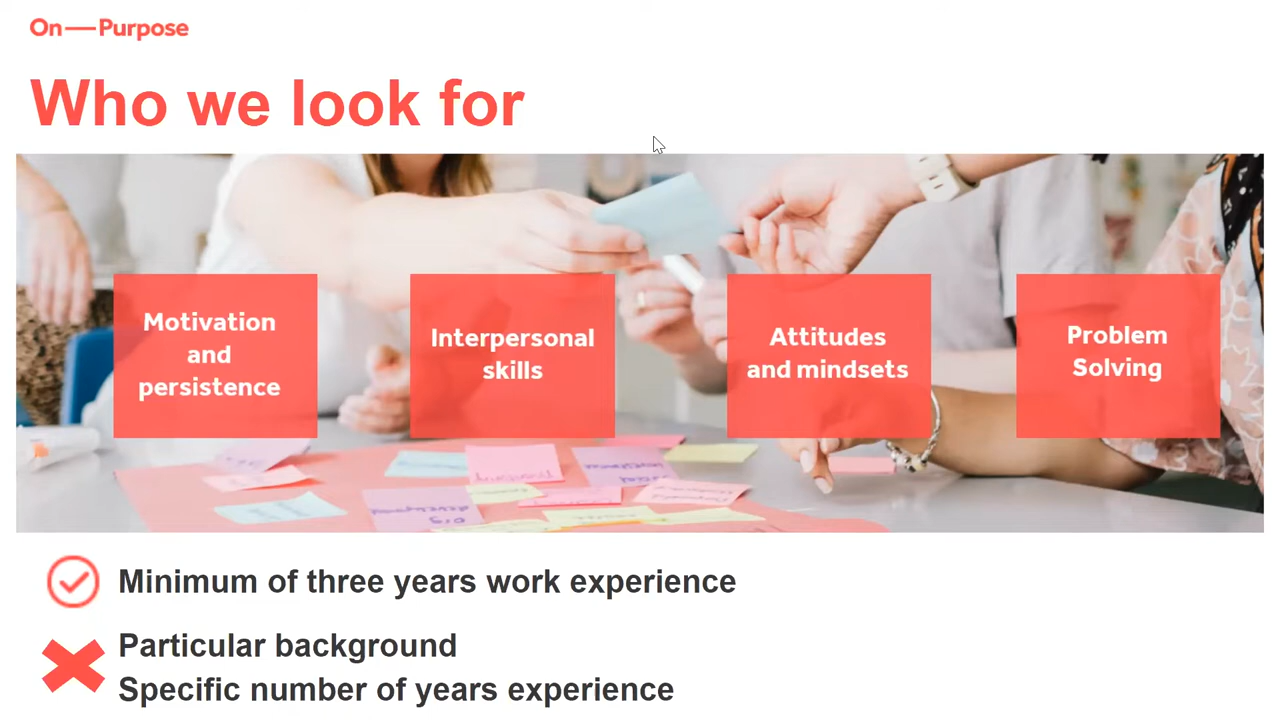 On—Purpose
Who we look for
Motivation
and
persistence
Interpersonal
skills
Attitudes
and mindsets
Problem
Solving
Minimum of three years work experience
Particular background
Specific number of years experience